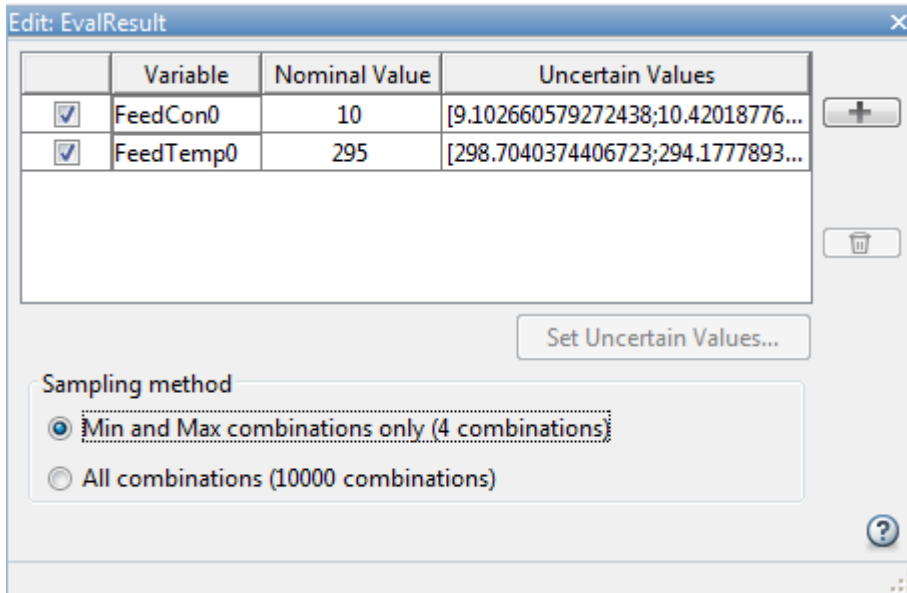 Edit: EvalResult
Variable Nominal Value Uncertain Values
FeedCon0 10 [9.102660579272438;10.42018776...
FeedTemp0 295 [298.7040374406723;294.1777893...
Set Uncertain Values...
Sampling method
Min and Max combinations only (4 combinations)
All combinations (10000 combinations)